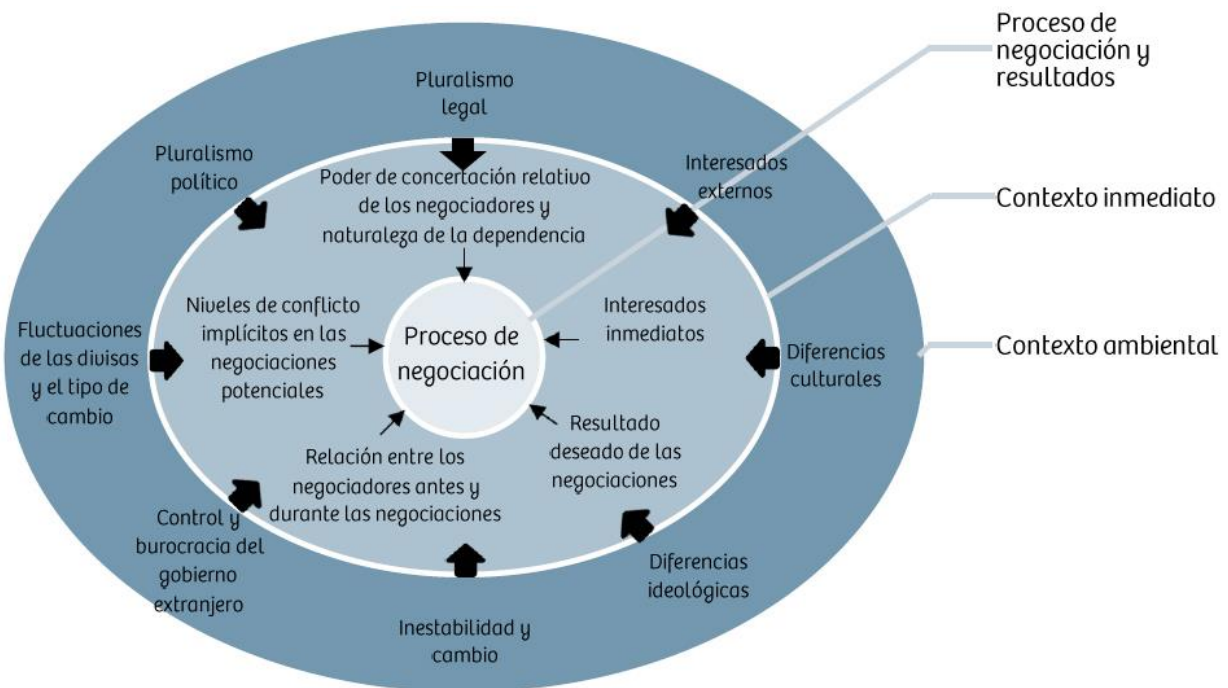 Proceso de
negociación y
resultados
Pluralismo
legal
Pluralismo
político
Interesados
externos
Poder de concertación relativo
de los negociadores y
naturaleza de la dependencia
Contexto inmediato
Niveles de conflicto
implícitos en las
negociaciones
potenciales
Proceso de
negociación
Interesados
inmediatos
Fluctuaciones
de las divisas
y el tipo de
cambio
Diferencias
culturales
Contexto ambiental
Relación entre los
negociadores antes y
durante las negociaciones
Resultado
deseado de las
negociaciones
Control y
burocracia del
gobierno
extranjero
Inestabilidad y
cambio
Diferencias
ideológicas